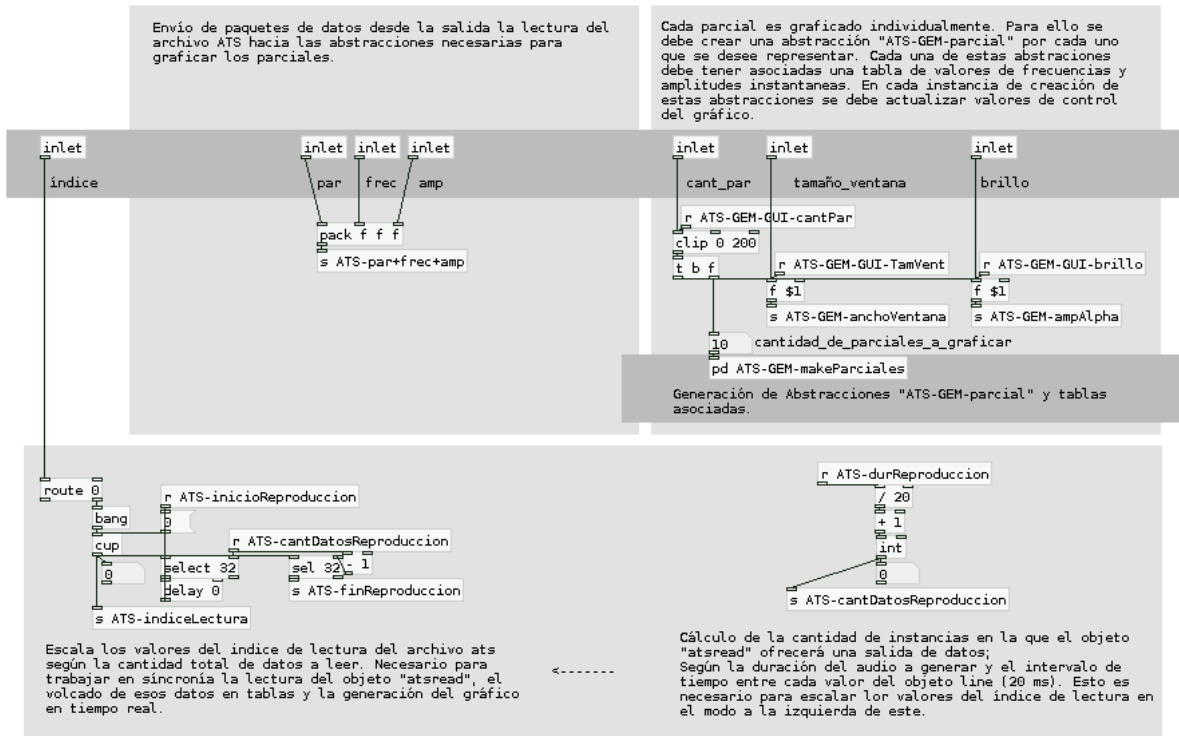 Envío de paquetes de datos desde la salida la lectura del
archivo ATS hacia las abstracciones necesarias para
graficar los parciales.
Cada parcial es graficado individualmente. Para ello se
debe crear una abstracción "ATS-GEM-parcial" por cada uno
que se desee representar. Cada una de estas abstraciones
debe tener asociadas una tabla de valores de frecuencias y
amplitudes instantaneas. En cada instancia de creación de
estas abstracciones se debe actualizar valores de control
del gráfico.
inlet
inlet
inlet
inlet
inlet
inlet
inlet
índice
par
frec
amp
cant_par
tamaño_ventana
brillo
pack f f f
s ATS-par+frec+amp
r ATS-GEM-GUI-cantPar
clip 0 200
t b f
r ATS-GEM-GUI-TamVent
r ATS-GEM-GUI-brillo
f $1
f $1
s ATS-GEM-anchoVentana
s ATS-GEM-ampAlpha
10
cantidad_de_parciales_a_graficar
pd ATS-GEM-makeParciales
Generación de Abstracciones "ATS-GEM-parcial" y tablas
asociadas.
route 0
r ATS-inicioReproduccion
bang
0
cup
r ATS-cantDatosReproduccion
0
select 32
sel 32
- 1
delay 0
s ATS-finReproduccion
s ATS-indiceLectura
Escala los valores del indice de lectura del archivo ats
según la cantidad total de datos a leer. Necesario para
trabajar en síncronía la lectura del objeto "atsread", el
volcado de esos datos en tablas y la generación del gráfico
en tiempo real.
<-------
r ATS-durReproduccion
/ 20
+ 1
int
0
s ATS-cantDatosReproduccion
Cálculo de la cantidad de instancias en la que el objeto
"atsread" ofrecerá una salida de datos;
Según la duración del audio a generar y el intervalo de
tiempo entre cada valor del objeto line (20 ms). Esto es
necesario para escalar lor valores del índice de lectura en
el modo a la izquierda de este.